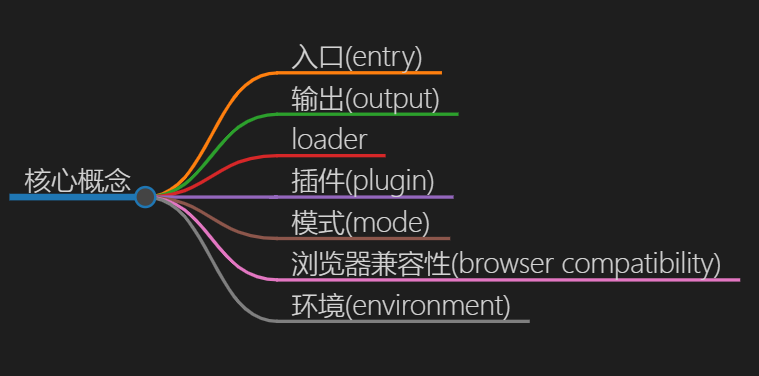 核心概念
入口(entry)
输出(output)
loader
插件(plugin)
模式(mode)
浏览器兼容性(browser compatibility)
环境(environment)